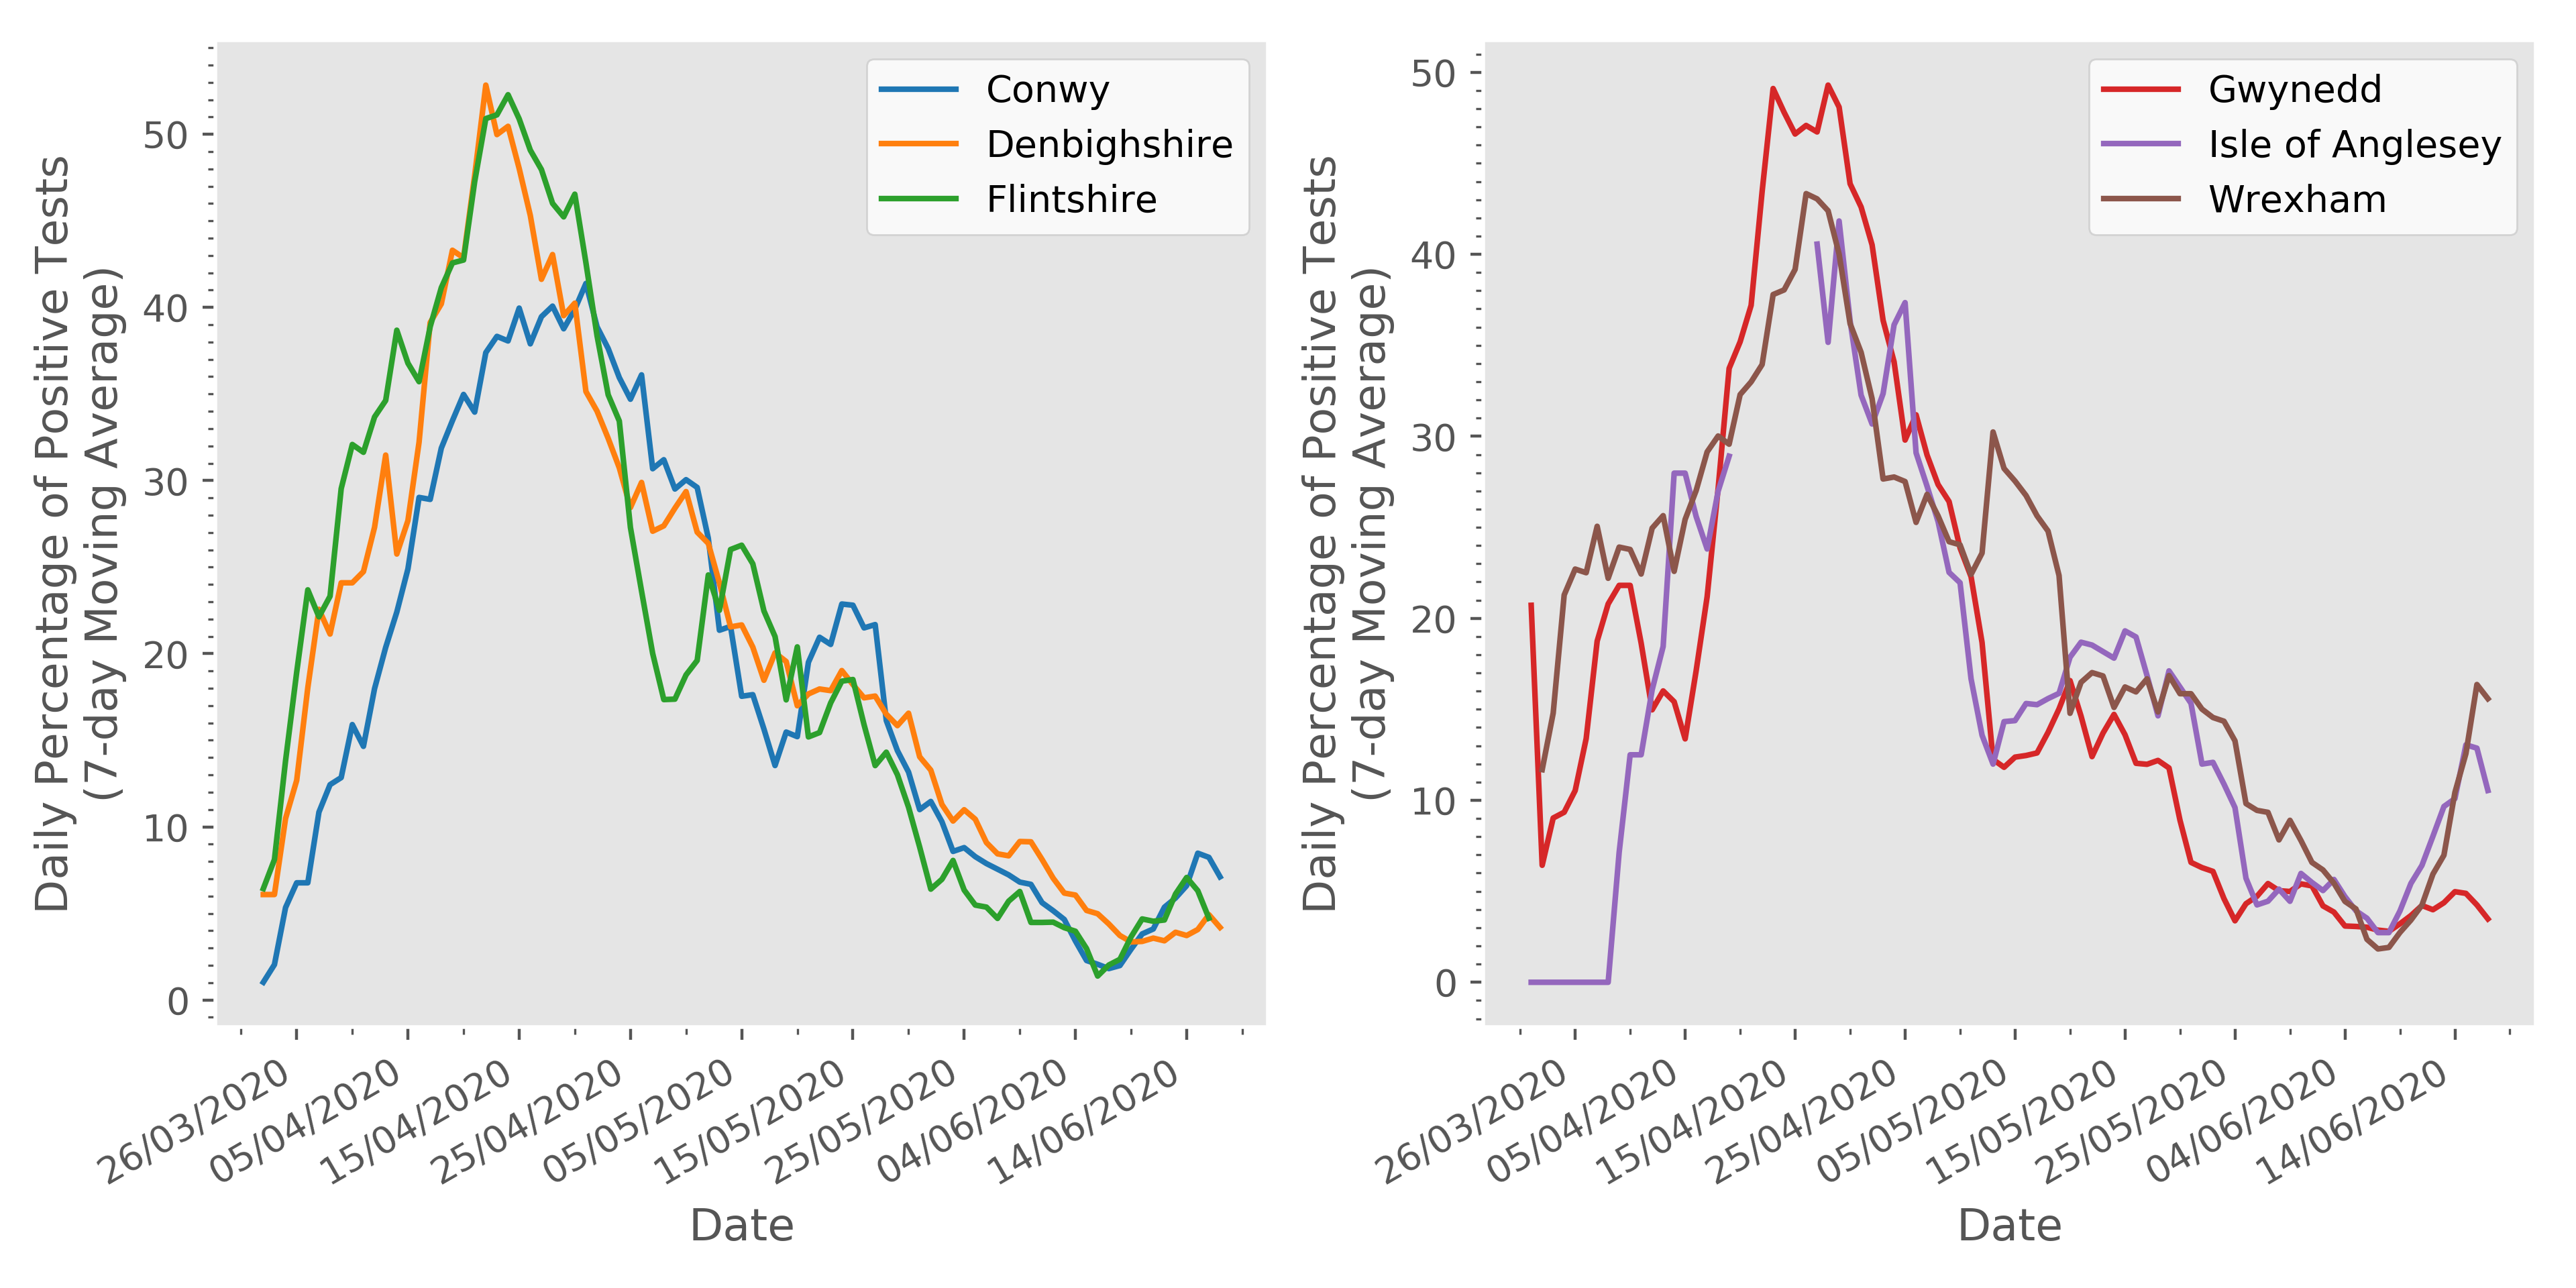 Daily Percentage of Positive Tests
(7-day Moving Average)
50
40
30
20
10
0
Conwy
Denbighshire
Flintshire
26/03/2020
05/04/2020
15/04/2020
25/04/2020
05/05/2020
15/05/2020
25/05/2020
04/06/2020
14/06/2020
Date
Daily Percentage of Positive Tests
(7-day Moving Average)
50
40
30
20
10
0
Gwynedd
Isle of Anglesey
Wrexham
26/03/2020
05/04/2020
15/04/2020
25/04/2020
05/05/2020
15/05/2020
25/05/2020
04/06/2020
14/06/2020
Date